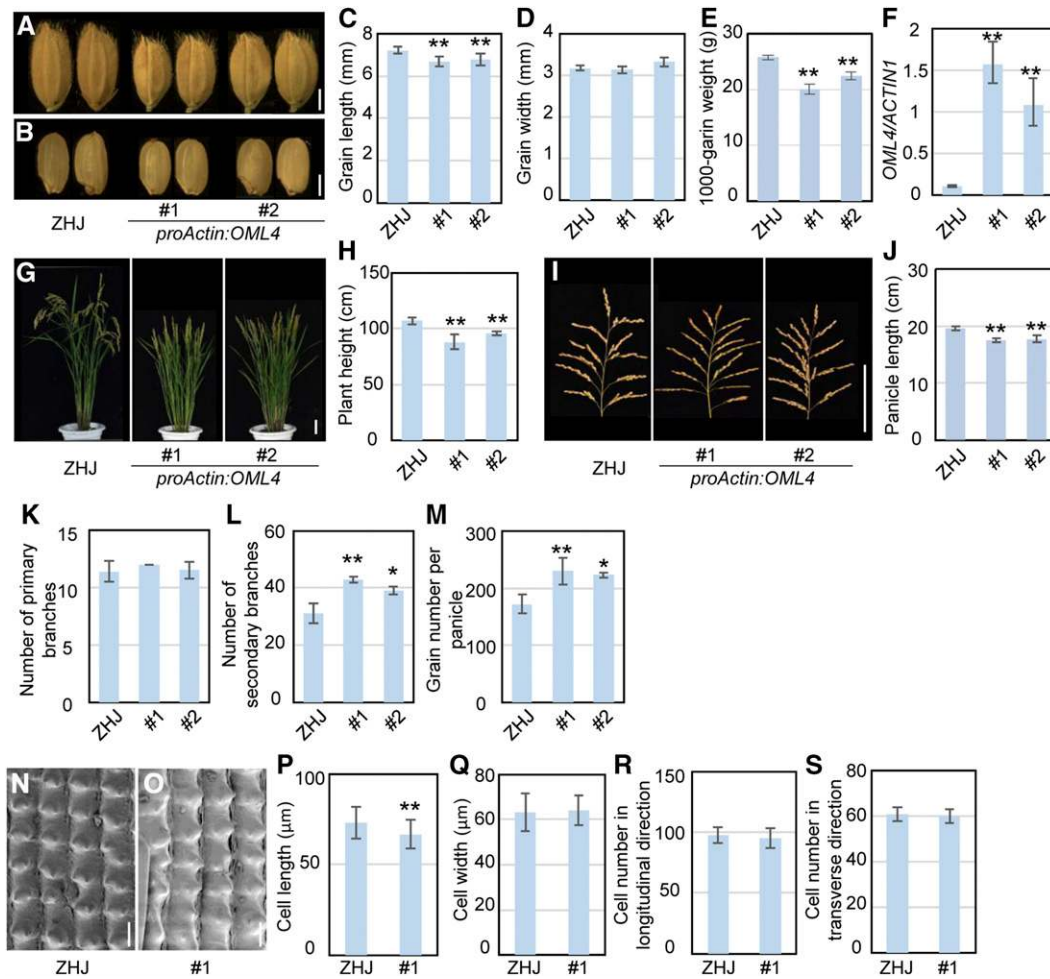 A
B
ZHJ
#1
#2
proActin:OML4
C
Grain length (mm)
8
6
4
2
0
** **
ZHJ
#1
#2
D
Grain width (mm)
4
3
2
1
0
ZHJ
#1
#2
E
1000-garin weight (g)
30
20
10
0
** **
ZHJ
#1
#2
F
OML4/ACTIN1
2
1.5
1
0.5
0
**
**
ZHJ
#1
#2
G
ZHJ
#1
#2
proActin:OML4
H
Plant height (cm)
150
100
50
0
** **
ZHJ
#1
#2
I
ZHJ
#1
#2
proActin:OML4
J
Panicle length (cm)
30
20
10
0
** **
ZHJ
#1
#2
K
Number of primary
branches
15
12
5
0
ZHJ
#1
#2
L
Number of
secondary branches
60
40
20
0
**
*
ZHJ
#1
#2
M
Grain number per
panicle
300
200
100
0
**
*
ZHJ
#1
#2
N
O
ZHJ
#1
P
Cell length (µm)
100
50
0
**
ZHJ
#1
Q
Cell width (µm)
80
60
40
20
0
ZHJ
#1
R
Cell number in
longitudinal direction
150
100
50
0
ZHJ
#1
S
Cell number in
transverse direction
80
60
40
20
0
ZHJ
#1